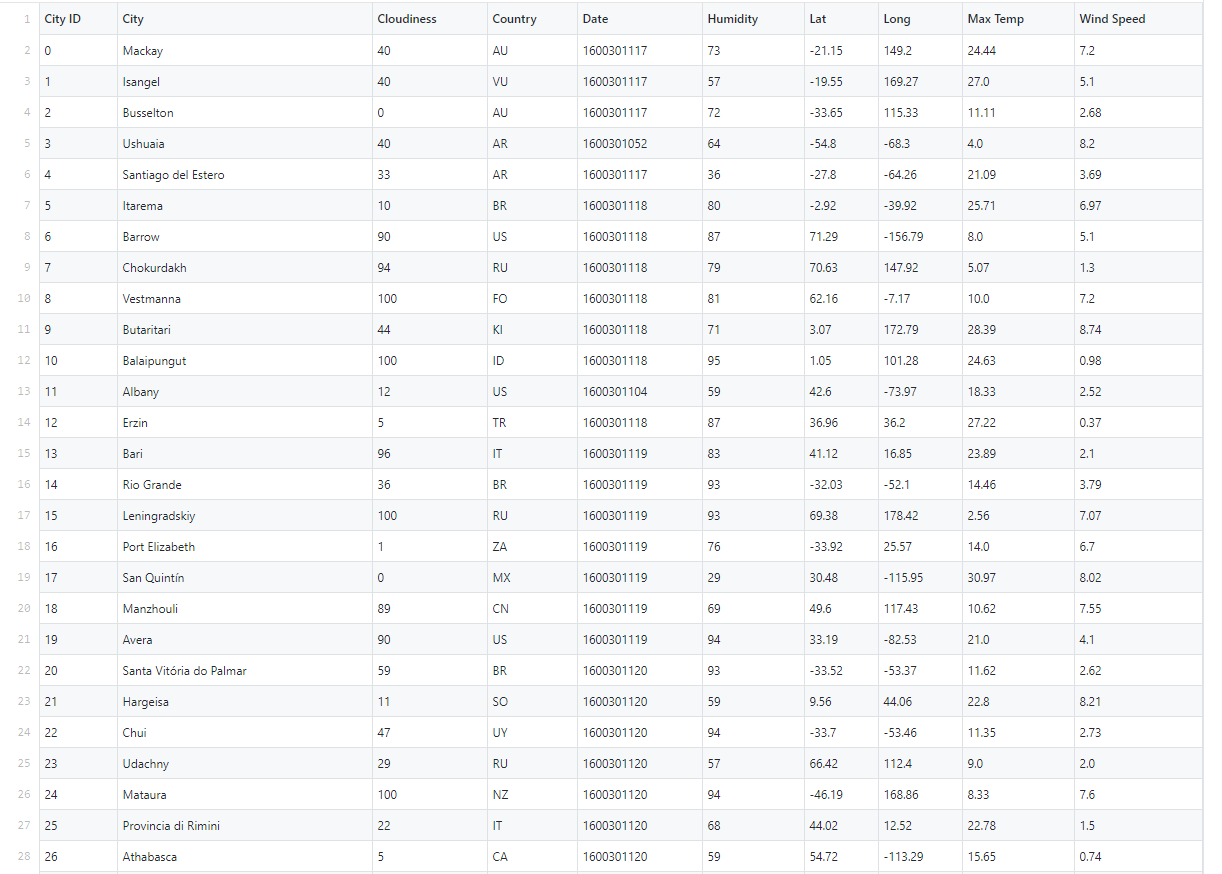 1 City ID City Cloudiness Country Date Humidity Lat Long Max Temp Wind Speed
2 0 Mackay 40 AU 1600301117 73 -21.15 149.2 24.44 7.2
3 1 Isangel 40 VU 1600301117 57 -19.55 169.27 27.0 5.1
4 2 Busselton 0 AU 1600301117 72 -33.65 115.33 11.11 2.68
5 3 Ushuaia 40 AR 1600301052 64 -54.8 -68.3 4.0 8.2
6 4 Santiago del Estero 33 AR 1600301117 36 -27.8 -64.26 21.09 3.69
7 5 Itarema 10 BR 1600301118 80 -2.92 -39.92 25.71 6.97
8 6 Barrow 90 US 1600301118 87 71.29 -156.79 8.0 5.1
9 7 Chokurdakh 94 RU 1600301118 79 70.63 147.92 5.07 1.3
10 8 Vestmanna 100 FO 1600301118 81 62.16 -7.17 10.0 7.2
11 9 Butaritari 44 KI 1600301118 71 3.07 172.79 28.39 8.74
12 10 Balaipungut 100 ID 1600301118 95 1.05 101.28 24.63 0.98
13 11 Albany 12 US 1600301104 59 42.6 -73.97 18.33 2.52
14 12 Erzin 5 TR 1600301118 87 36.96 36.2 27.22 0.37
15 13 Bari 96 IT 1600301119 83 41.12 16.85 23.89 2.1
16 14 Rio Grande 36 BR 1600301119 93 -32.03 -52.1 14.46 3.79
17 15 Leningradskiy 100 RU 1600301119 93 69.38 178.42 2.56 7.07
18 16 Port Elizabeth 1 ZA 1600301119 76 -33.92 25.57 14.0 6.7
19 17 San Quintín 0 MX 1600301119 29 30.48 -115.95 30.97 8.02
20 18 Manzhouli 89 CN 1600301119 69 49.6 117.43 10.62 7.55
21 19 Avera 90 US 1600301119 94 33.19 -82.53 21.0 4.1
22 20 Santa Vitória do Palmar 59 BR 1600301120 93 -33.52 -53.37 11.62 2.62
23 21 Hargeisa 11 SO 1600301120 59 9.56 44.06 22.8 8.21
24 22 Chui 47 UY 1600301120 94 -33.7 -53.46 11.35 2.73
25 23 Udachny 29 RU 1600301120 57 66.42 112.4 9.0 2.0
26 24 Mataura 100 NZ 1600301120 94 -46.19 168.86 8.33 7.6
27 25 Provincia di Rimini 22 IT 1600301120 68 44.02 12.52 22.78 1.5
28 26 Athabasca 5 CA 1600301120 59 54.72 -113.29 15.65 0.74